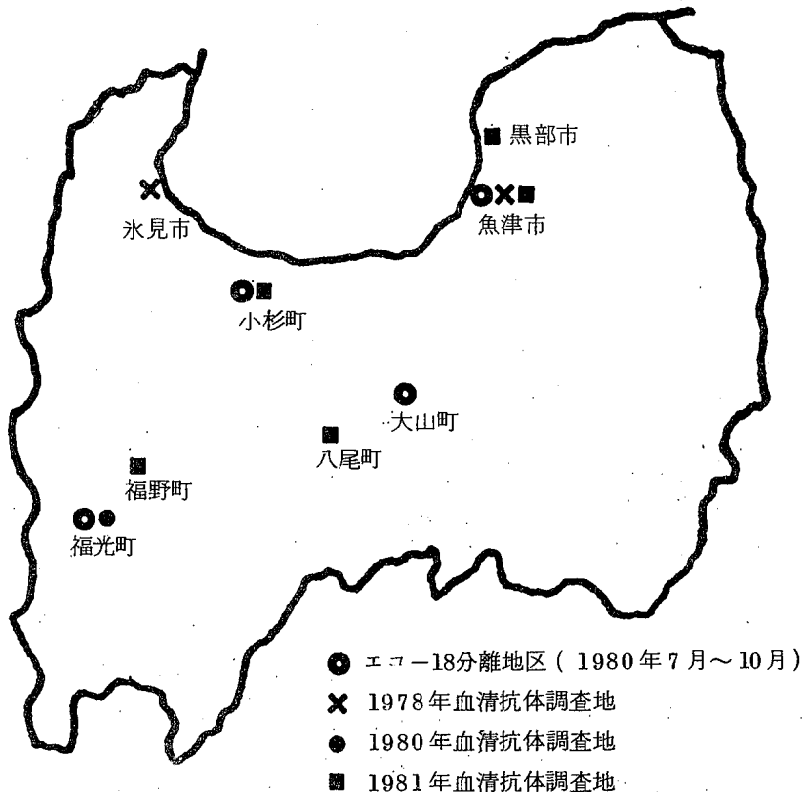 黒部市
魚津市
氷見市
小杉町
大山町
八尾町
福野町
福光町
エコー18分離地区 ( 1980年7月～10月)
1978年血清抗体調査地
1980年血清抗体調査地
1981年血清抗体調査地